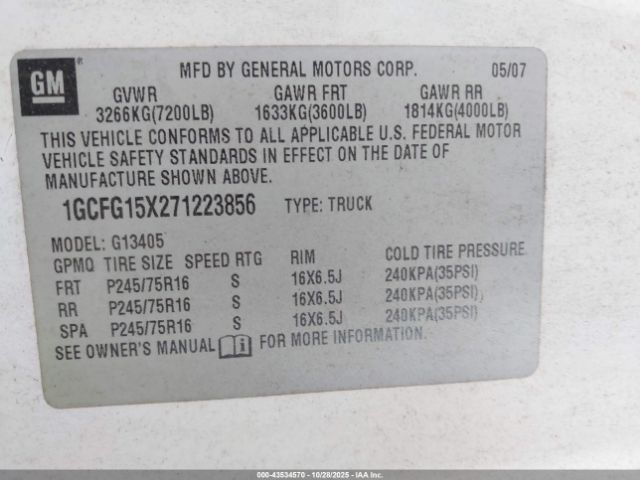 GM ®
MFD BY GENERAL MOTORS CORP. 05/07
GVWR GAWR FRT GAWR RR
3266KG(7200LB) 1633KG(3600LB) 1814KG(4000LB)
THIS VEHICLE CONFORMS TO ALL APPLICABLE U.S. FEDERAL MOTOR
VEHICLE SAFETY STANDARDS IN EFFECT ON THE DATE OF
MANUFACTURE SHOWN ABOVE.
1GCFG15X271223856 TYPE: TRUCK
MODEL: G13405
GPMQ TIRE SIZE SPEED RTG RIM COLD TIRE PRESSURE
FRT P245/75R16 S 16X6.5J 240KPA(35PSI)
RR P245/75R16 S 16X6.5J 240KPA(35PSI)
SPA P245/75R16 S 16X6.5J 240KPA(35PSI)
SEE OWNER'S MANUAL FOR MORE INFORMATION.
000-43534570 | 10/28/2025 | IAAI.COM